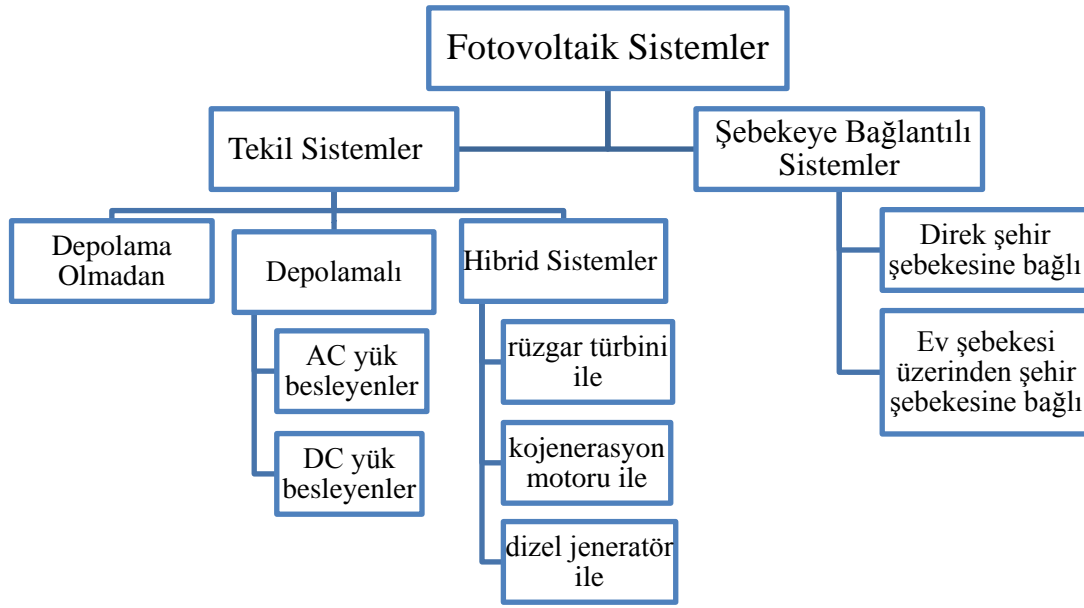 Fotovoltaik Sistemler
Tekil Sistemler
Şebekeye Bağlantılı
Sistemler
Depolama
Olmadan
Depolamalı
AC yük
besleyenler
DC yük
besleyenler
Hibrid Sistemler
rüzgar türbini
ile
kojenerasyon
motoru ile
dizel jeneratör
ile
Direk şehir
şebekesine bağlı
Ev şebekesi
üzerinden şehir
şebekesine bağlı